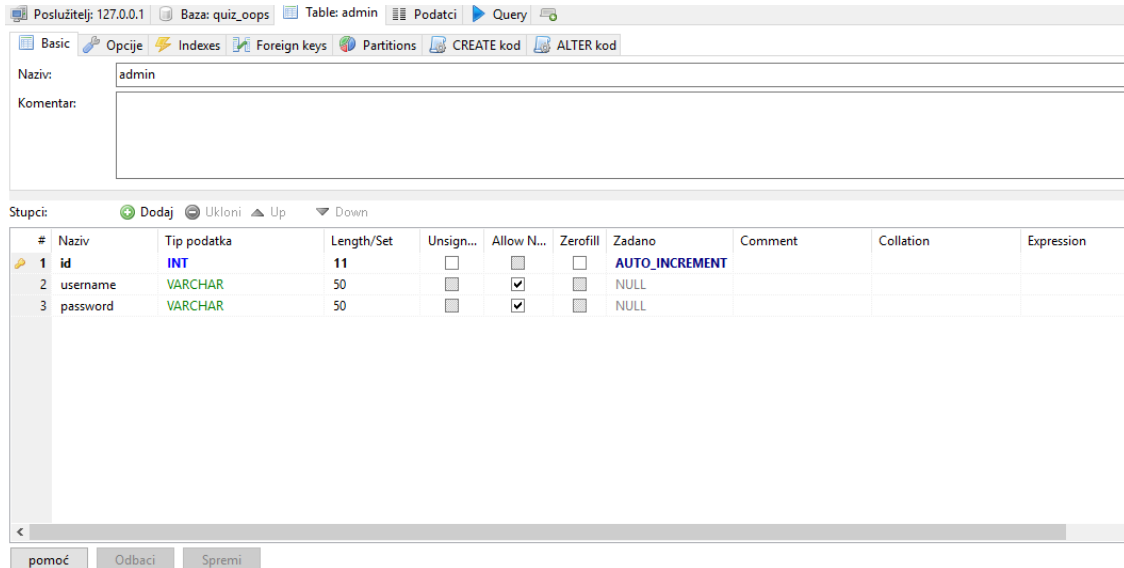 Poslužitelj: 127.0.0.1 Baza: quiz_oops Table: admin Podatci Query
Basic Opcije Indexes Foreign keys Partitions CREATE kod ALTER kod
Naziv: admin
Komentar:
Stupci: Dodaj Ukloni Up Down
# Naziv Tip podatka Length/Set Unsign... Allow N... Zerofill Zadano Comment Collation Expression
1 id INT 11 AUTO_INCREMENT
2 username VARCHAR 50 NULL
3 password VARCHAR 50 NULL
pomoć Odbaci Spremi